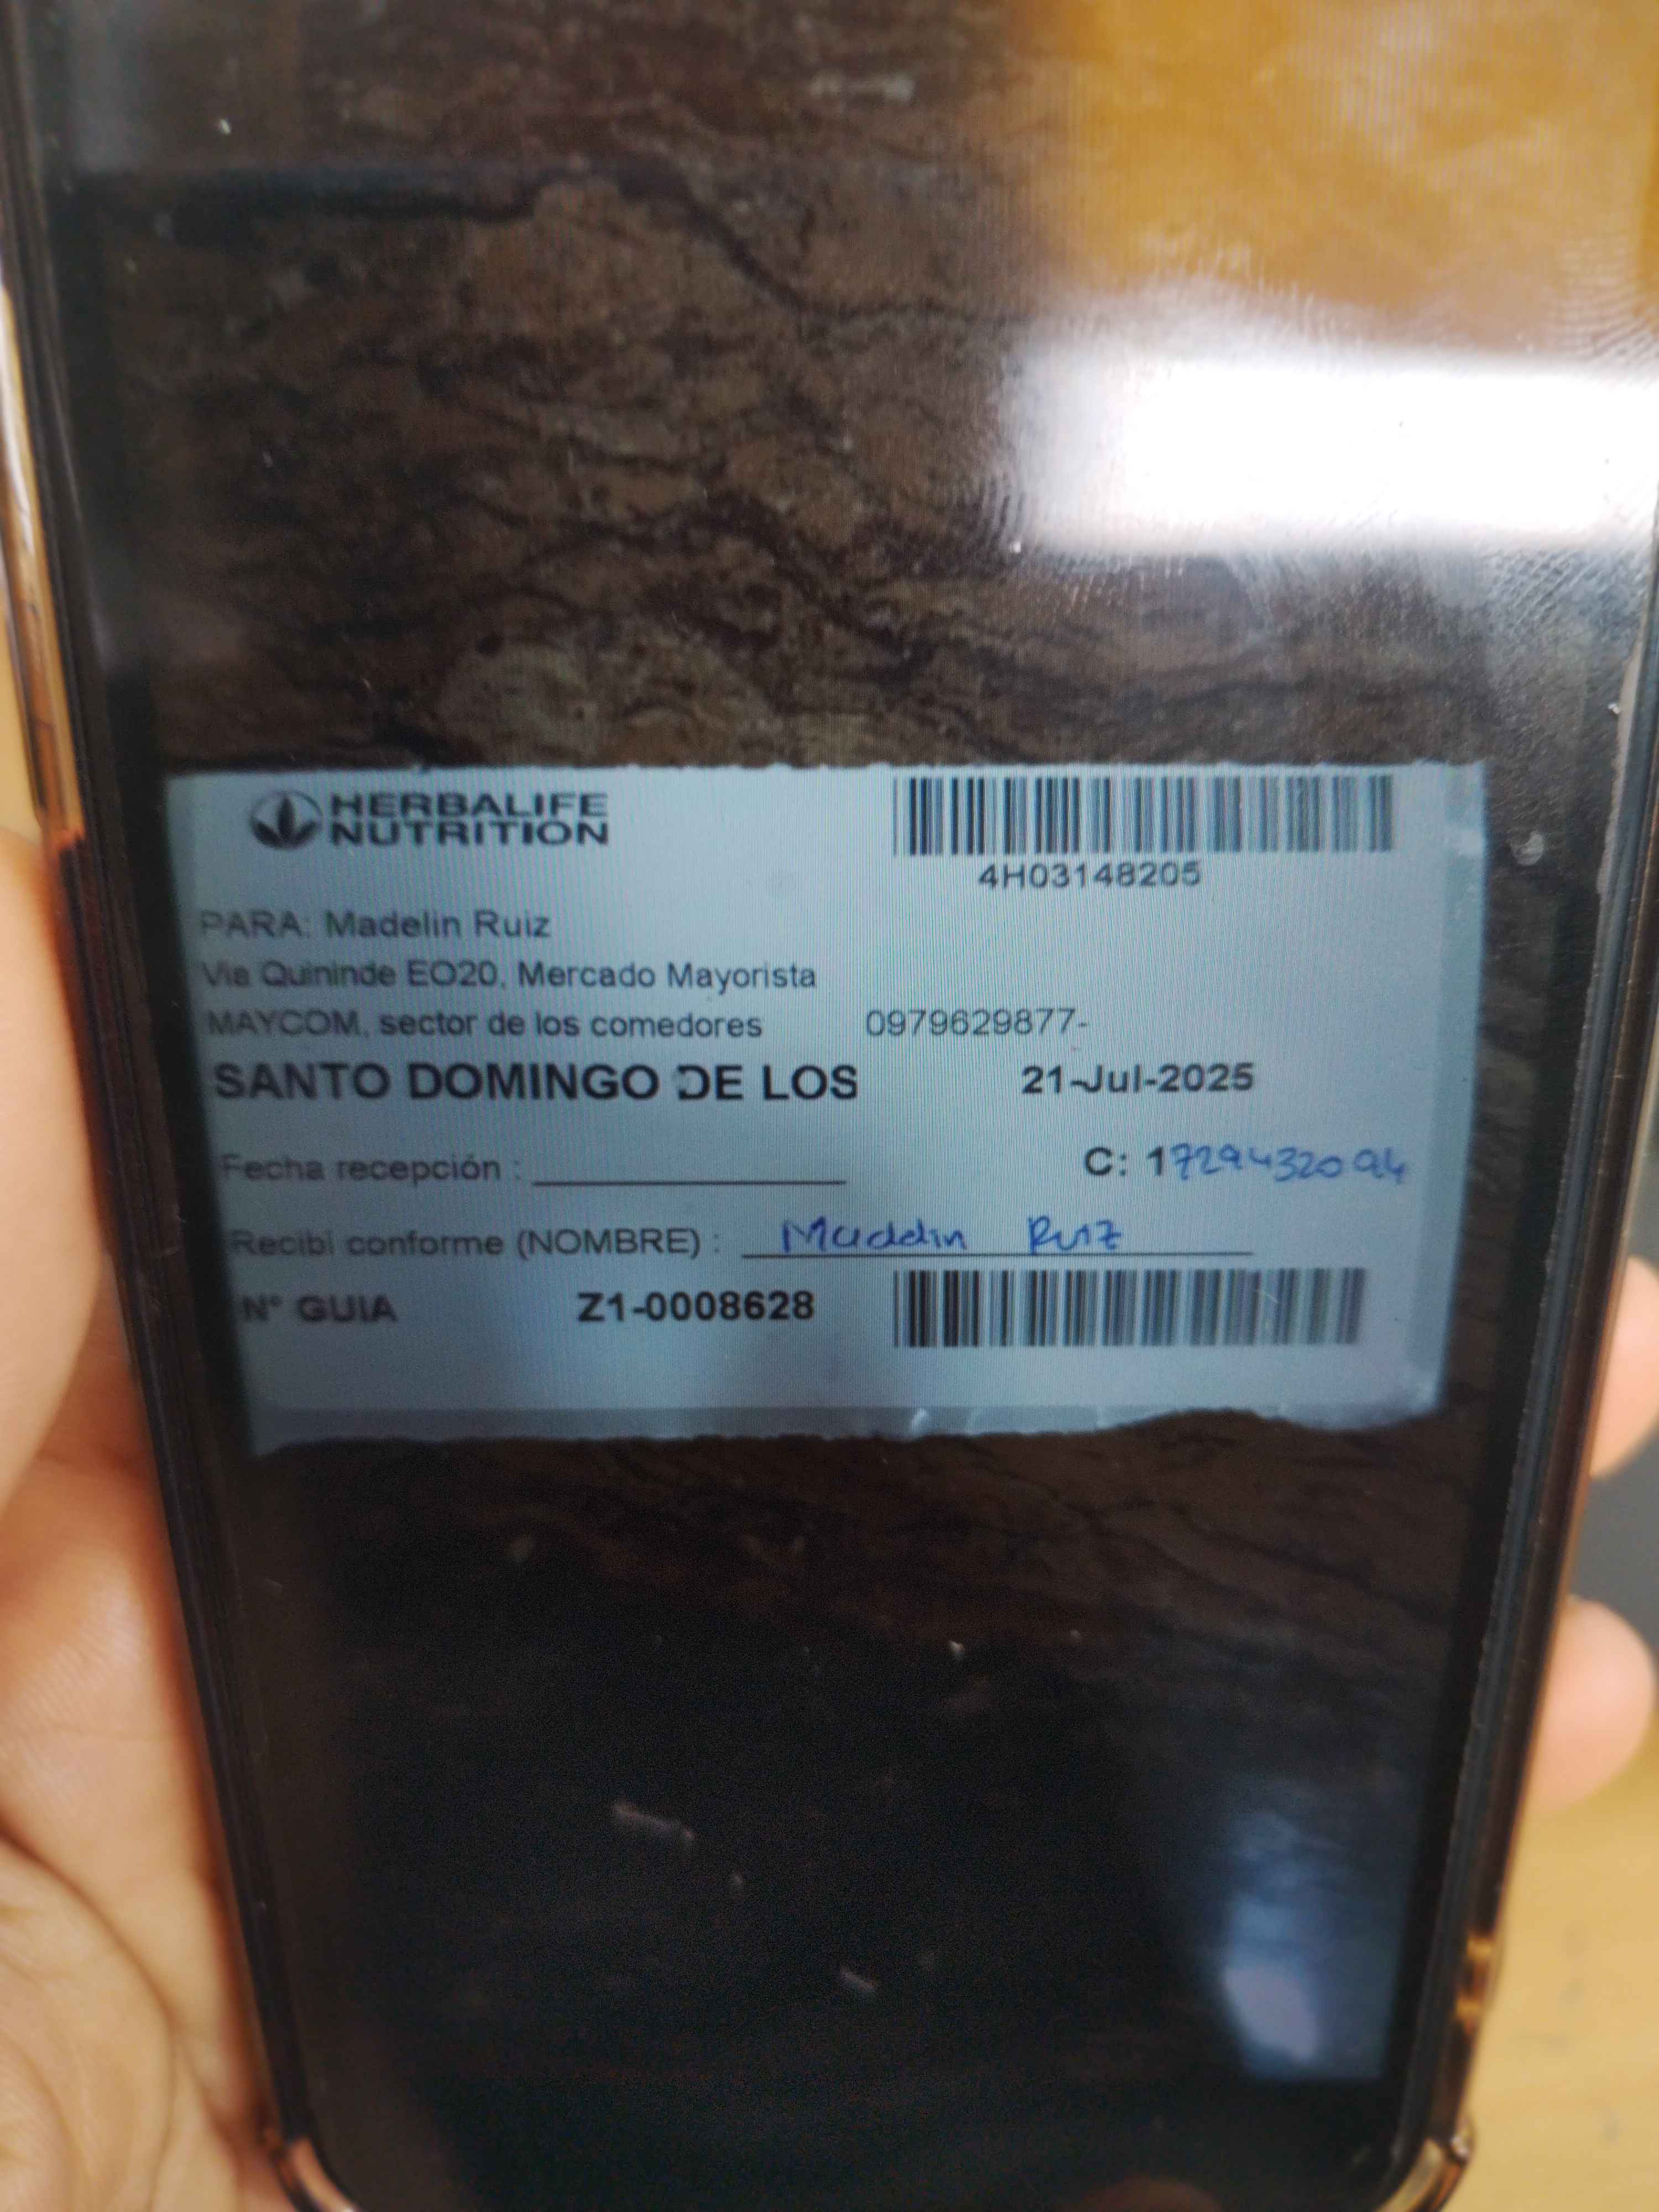 HERBALIFE
NUTRITION
4H03148205
PARA: Madelin Ruiz
Via Quininde EO20, Mercado Mayorista
MAYCOM, sector de los comedores 0979629877-
SANTO DOMINGO DE LOS 21-Jul-2025
Fecha recepción : C: 1729432094
Recibí conforme (NOMBRE) : Madelin Ruiz
N° GUIA Z1-0008628